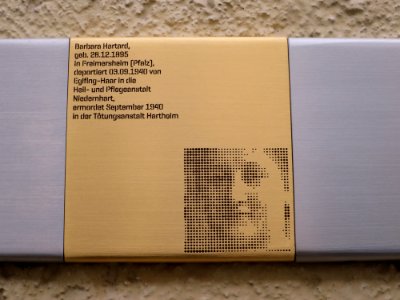 Barbara Hartard,
geb. 28.12.1895
in Freimersheim (Pfalz),
deportiert 03.09.1940 von
Eglfing-Haar in die
Heil- und Pflegeanstalt
Niedernhart,
ermordet September 1940
in der Tötungsanstalt Hartheim